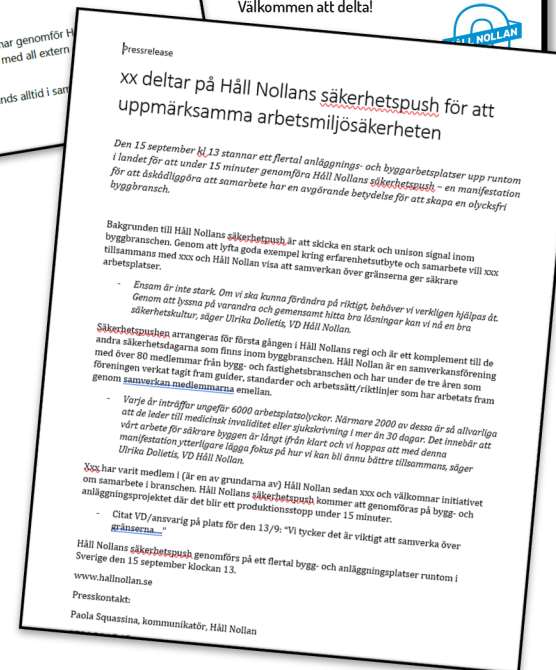 Välkommen att delta!
HÅLL NOLLAN
nar genomför H
med all extern
nds alltid i sam
Pressrelease
xx deltar på Håll Nollans säkerhetspush för att
uppmärksamma arbetsmiljösäkerheten
Den 15 september kl 13 stannar ett flertal anläggnings- och byggarbetsplatser upp runtom
i landet för att under 15 minuter genomföra Håll Nollans säkerhetspush – en manifestation
för att åskådliggöra att samarbete har en avgörande betydelse för att skapa en olycksfri
byggbransch.
Bakgrunden till Håll Nollans säkerhetpush är att skicka en stark och unison signal inom
byggbranschen. Genom att lyfta goda exempel kring erfarenhetsutbyte och samarbete vill xxx
tillsammans med xxx och Håll Nollan visa att samverkan över gränserna ger säkrare
arbetsplatser.
- Ensam är inte stark. Om vi ska kunna förändra på riktigt, behöver vi verkligen hjälpas åt.
Genom att lyssna på varandra och gemensamt hitta bra lösningar kan vi nå en bra
säkerhetskultur, säger Ulrika Dolietis, VD Håll Nollan.
Säkerhetspushen arrangeras för första gången i Håll Nollans regi och är ett komplement till de
andra säkerhetsdagarna som finns inom byggbranschen. Håll Nollan är en samverkansförening
med över 80 medlemmar från bygg- och fastighetsbranschen och har under de tre åren som
föreningen verkat tagit fram guider, standarder och arbetssätt/riktlinjer som har arbetats fram
genom samverkan medlemmarna emellan.
- Varje år inträffar ungefär 6000 arbetsplatsolyckor. Närmare 2000 av dessa är så allvarliga
att de leder till medicinsk invaliditet eller sjukskrivning i mer än 30 dagar. Det innebär att
vårt arbete för säkrare byggen är långt ifrån klart och vi hoppas att med denna
manifestation ytterligare lägga fokus på hur vi kan bli ännu bättre tillsammans, säger
Ulrika Dolietis, VD Håll Nollan.
Xxx har varit medlem i (är en av grundarna av) Håll Nollan sedan xxx och välkomnar initiativet
om samarbete i branschen. Håll Nollans säkerhetspush kommer att genomföras på bygg- och
anläggningsprojektet där det blir ett produktionsstopp under 15 minuter.
- Citat VD/ansvarig på plats för den 13/9: "Vi tycker det är viktigt att samverka över
gränserna..."
Håll Nollans säkerhetspush genomförs på ett flertal bygg- och anläggningsplatser runtom i
Sverige den 15 september klockan 13.
www.hallnollan.se
Presskontakt:
Paola Squassina, kommunikatör, Håll Nollan